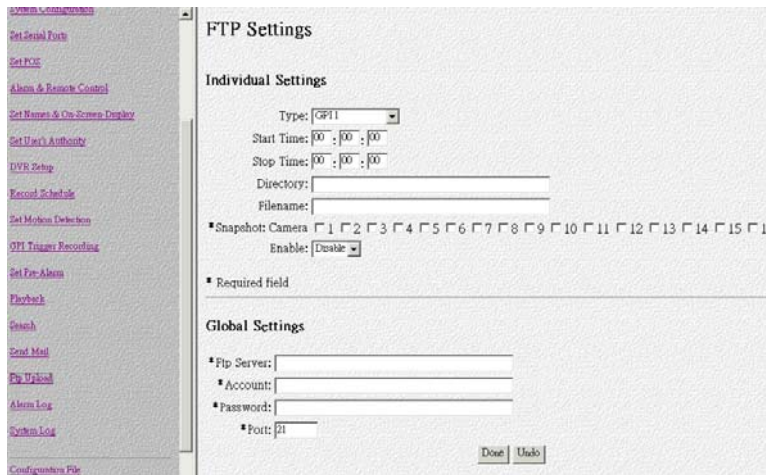 System Configuration
Set Serial Ports
Set POS
Alarm & Remote Control
Set Names & On-Screen Display
Set User's Authority
DVR Setup
Record Schedule
Set Motion Detection
GPI Trigger Recording
Set Pre-Alarm
Playback
Search
Send Mail
Ftp Upload
Alarm Log
System Log
Configuration File
FTP Settings
Individual Settings
Type: GPI1
Start Time: 00 : 00 : 00
Stop Time: 00 : 00 : 00
Directory:
Filename:
*Snapshot: Camera 1 2 3 4 5 6 7 8 9 10 11 12 13 14 15 1
Enable: Disable
* Required field
Global Settings
*Ftp Server:
*Account:
*Password:
*Port: 21
Done Undo